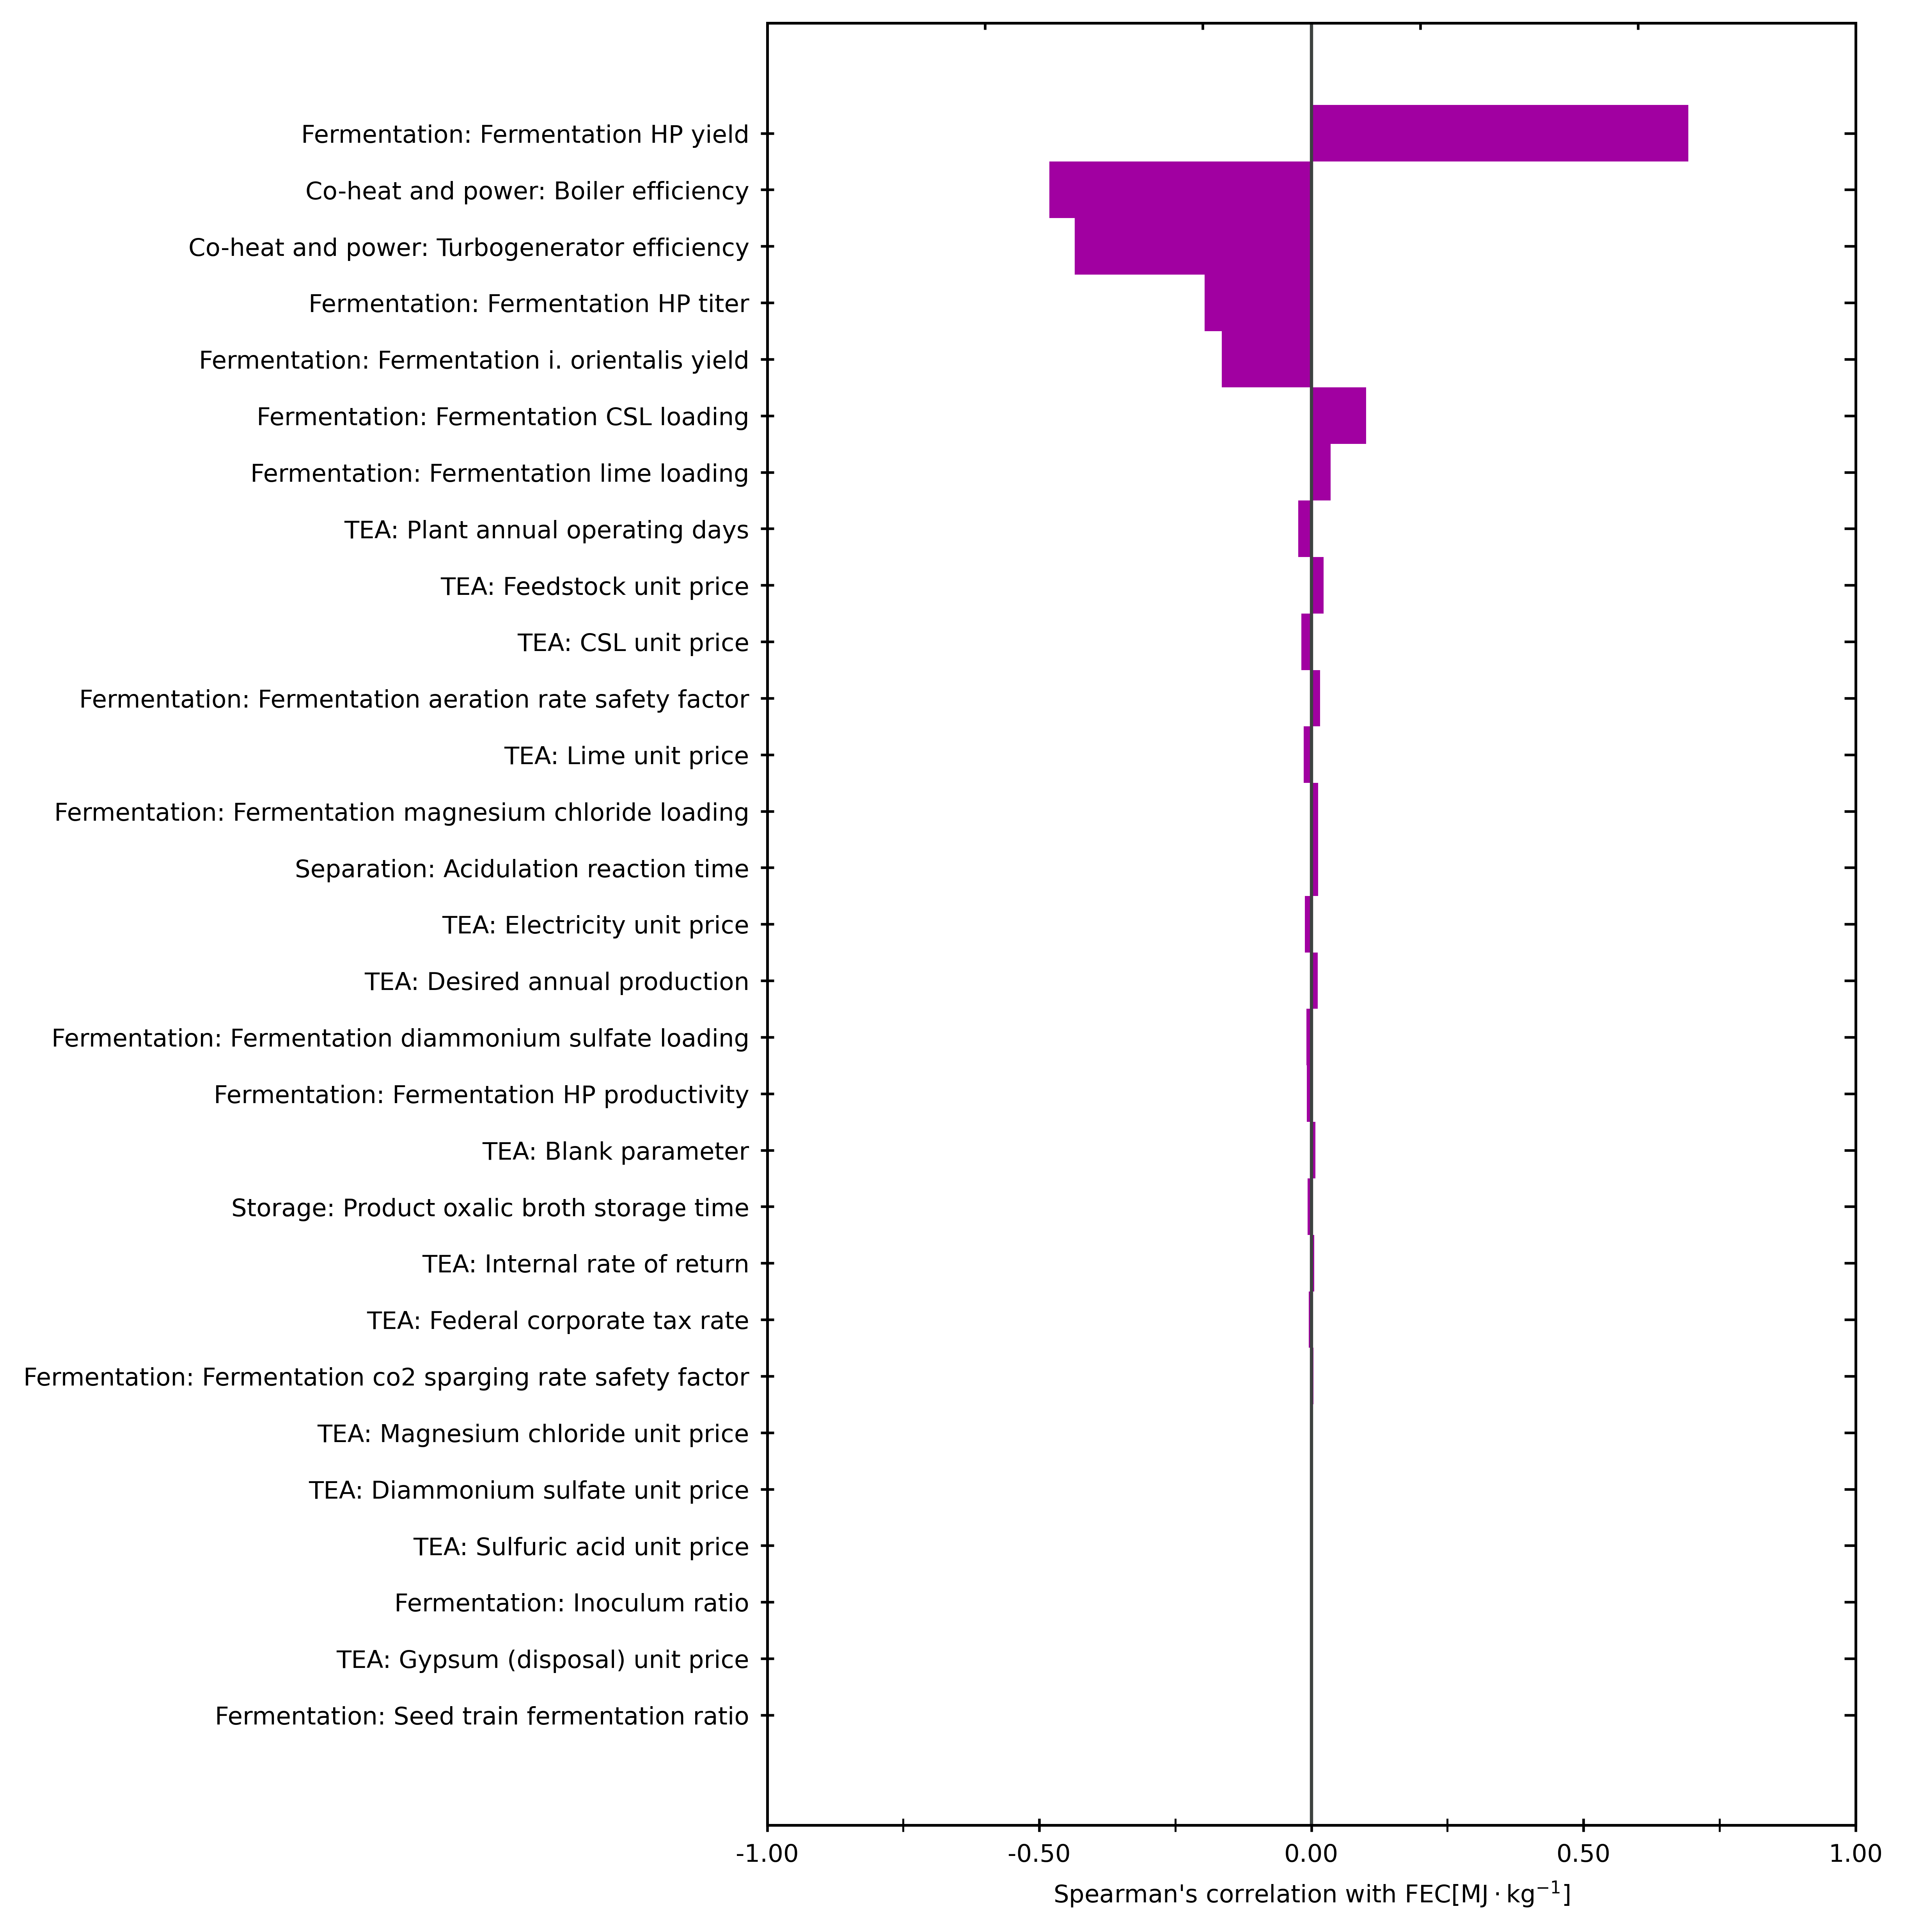 Fermentation: Fermentation HP yield
Co-heat and power: Boiler efficiency
Co-heat and power: Turbogenerator efficiency
Fermentation: Fermentation HP titer
Fermentation: Fermentation i. orientalis yield
Fermentation: Fermentation CSL loading
Fermentation: Fermentation lime loading
TEA: Plant annual operating days
TEA: Feedstock unit price
TEA: CSL unit price
Fermentation: Fermentation aeration rate safety factor
TEA: Lime unit price
Fermentation: Fermentation magnesium chloride loading
Separation: Acidulation reaction time
TEA: Electricity unit price
TEA: Desired annual production
Fermentation: Fermentation diammonium sulfate loading
Fermentation: Fermentation HP productivity
TEA: Blank parameter
Storage: Product oxalic broth storage time
TEA: Internal rate of return
TEA: Federal corporate tax rate
Fermentation: Fermentation co2 sparging rate safety factor
TEA: Magnesium chloride unit price
TEA: Diammonium sulfate unit price
TEA: Sulfuric acid unit price
Fermentation: Inoculum ratio
TEA: Gypsum (disposal) unit price
Fermentation: Seed train fermentation ratio
-1.00 -0.50 0.00 0.50 1.00
Spearman's correlation with FEC[MJ·kg⁻¹]